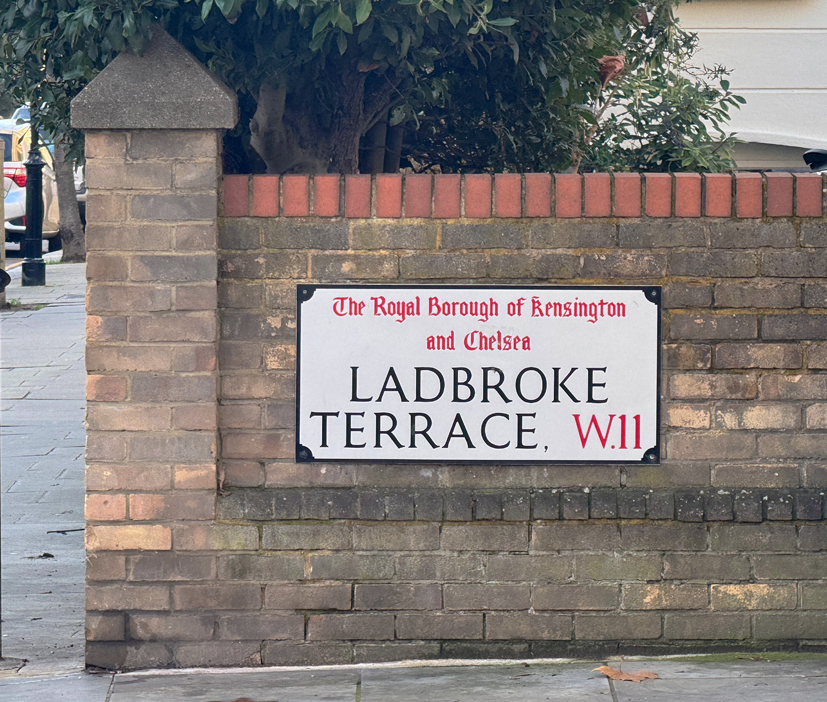 The Royal Borough of Kensington
and Chelsea
LADBROKE
TERRACE, W.11